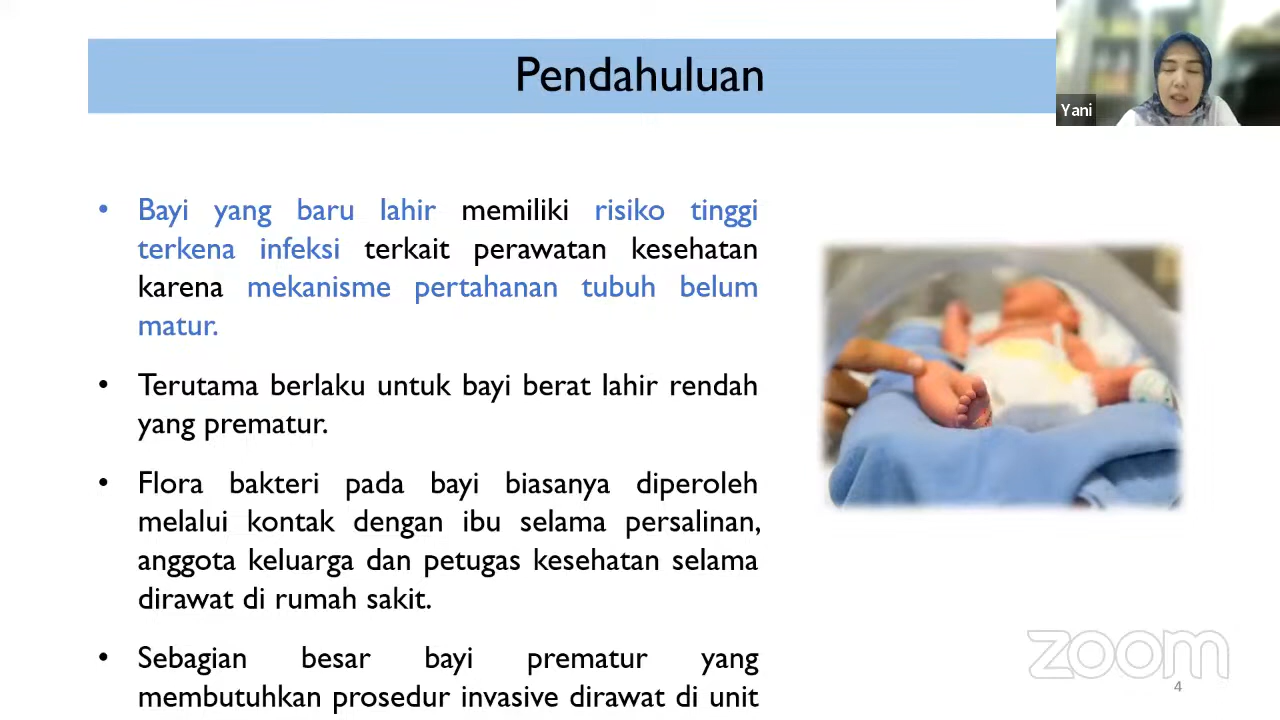 Pendahuluan
Yani
• Bayi yang baru lahir memiliki risiko tinggi
terkena infeksi terkait perawatan kesehatan
karena mekanisme pertahanan tubuh belum
matur.
• Terutama berlaku untuk bayi berat lahir rendah
yang prematur.
• Flora bakteri pada bayi biasanya diperoleh
melalui kontak dengan ibu selama persalinan,
anggota keluarga dan petugas kesehatan selama
dirawat di rumah sakit.
• Sebagian besar bayi prematur yang
membutuhkan prosedur invasive dirawat di unit
zoom
4